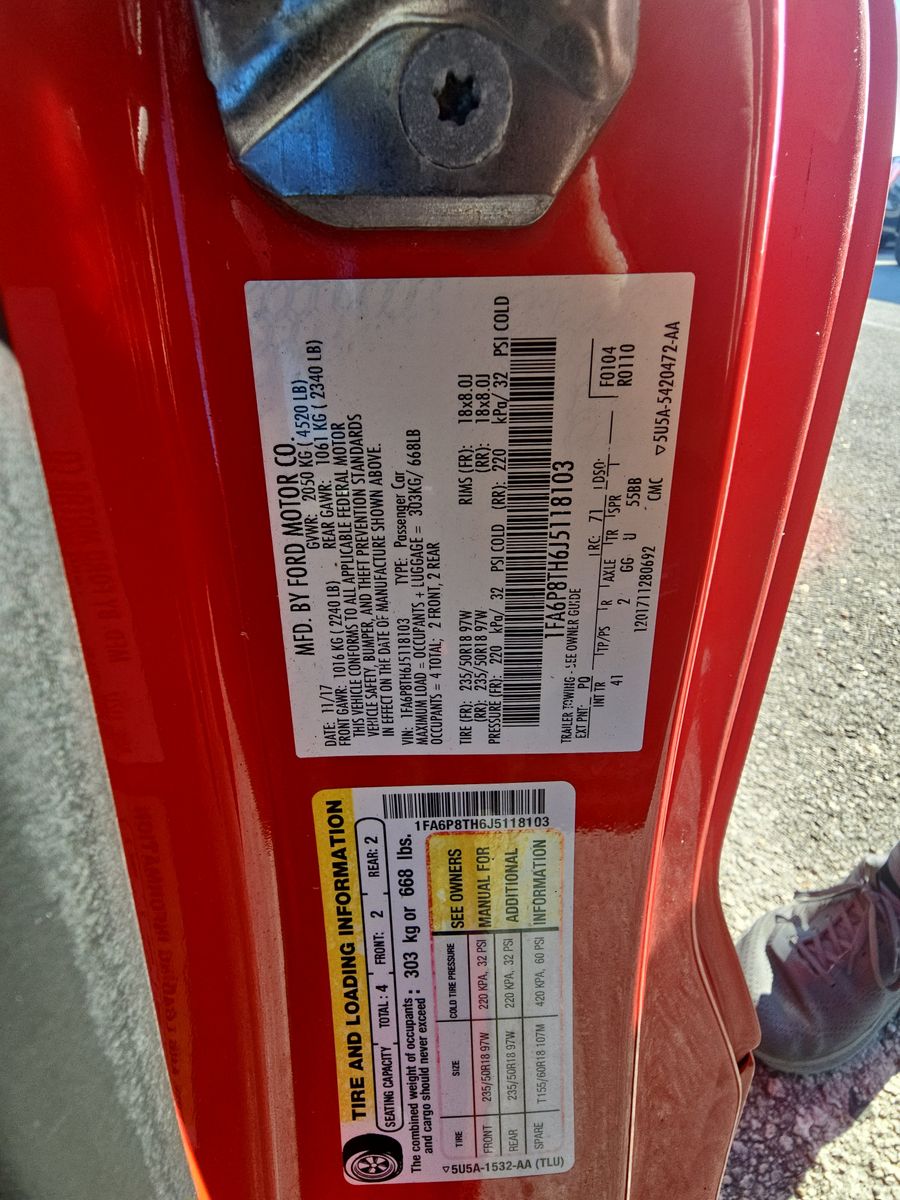 MFD. BY FORD MOTOR CO.
DATE: 11/17 GVWR: 2050 KG ( 4520 LB)
FRONT GAWR: 1016 KG ( 2240 LB) REAR GAWR: 1061 KG ( 2340 LB)
THIS VEHICLE CONFORMS TO ALL APPLICABLE FEDERAL MOTOR
VEHICLE SAFETY, BUMPER, AND THEFT PREVENTION STANDARDS
IN EFFECT ON THE DATE OF MANUFACTURE SHOWN ABOVE.
VIN: 1FA6P8TH6J5118103 TYPE: Passenger Car
MAXIMUM LOAD = OCCUPANTS + LUGGAGE = 303KG/ 668LB
OCCUPANTS = 4 TOTAL; 2 FRONT, 2 REAR
TIRE (FR): 235/50R18 97W RIMS (FR): 18x8.0J
(RR): 235/50R18 97W (RR): 18x8.0J
PRESSURE (FR): 220 kPa/ 32 PSI COLD (RR): 220 kPa/ 32 PSI COLD
1FA6P8TH6J5118103
TRAILER TOWING - SEE OWNER GUIDE
EXT PNT: PQ RC: 71 DSO:
INT TR TP/PS R AXLE TR SPR F0104
41 2 GG U 55BB R0110
1201711280692 CMC
5U5A-5420472-AA
TIRE AND LOADING INFORMATION
SEATING CAPACITY TOTAL: 4 FRONT: 2 REAR: 2
The combined weight of occupants
and cargo should never exceed : 303 kg or 668 lbs.
1FA6P8TH6J5118103
TIRE SIZE COLD TIRE PRESSURE SEE OWNERS
FRONT 235/50R18 97W 220 KPA, 32 PSI MANUAL FOR
REAR 235/50R18 97W 220 KPA, 32 PSI ADDITIONAL
SPARE T155/60R18 107M 420 KPA, 60 PSI INFORMATION
5U5A-1532-AA (TLU)